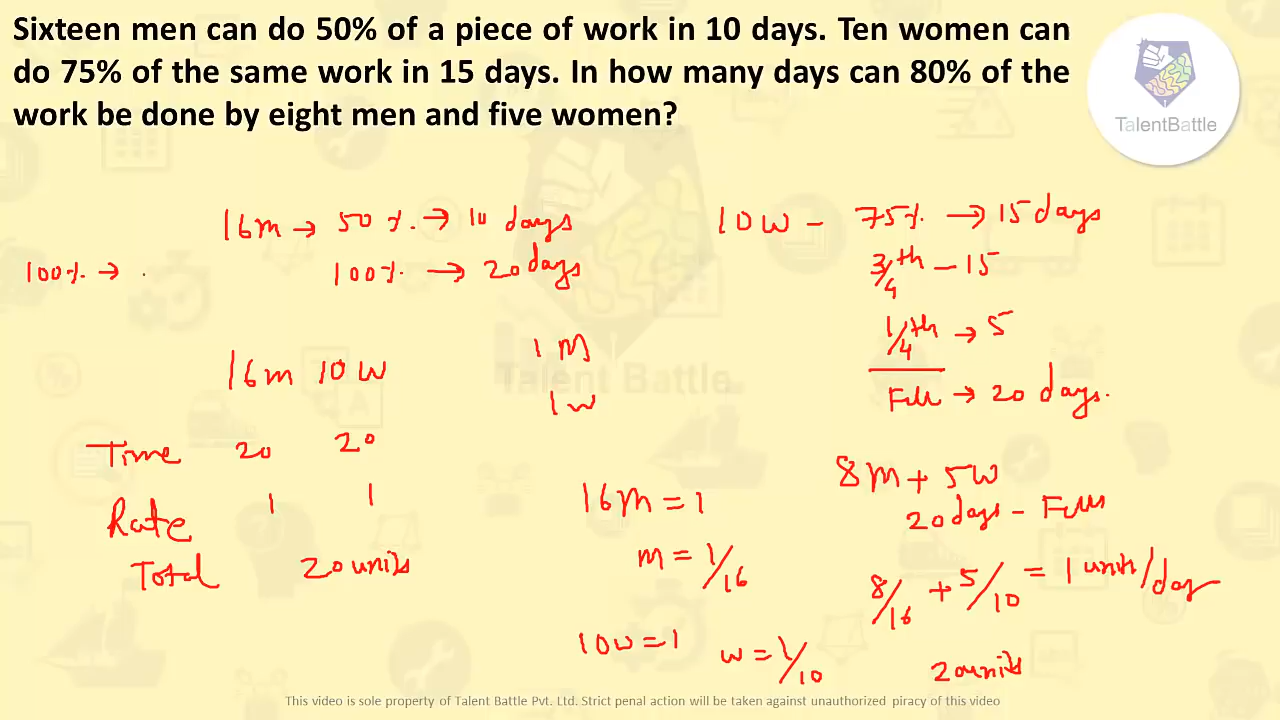 Sixteen men can do 50% of a piece of work in 10 days. Ten women can
do 75% of the same work in 15 days. In how many days can 80% of the
work be done by eight men and five women?
TalentBattle
16m → 50 % → 10 days
100% →
100% → 20 days
10W - 75% → 15 days
3/4th - 15
1/4th → 5
Full → 20 days.
16m 10W
1 M
1 W
Time 20 20
Rate 1 1
Total 20 units
Talent Battle
16m = 1
m = 1/16
10W = 1 W = 1/10
8M + 5W
20 days - Full
8/16 + 5/10 = 1 unit/day
20 units
This video is sole property of Talent Battle Pvt. Ltd. Strict penal action will be taken against unauthorized piracy of this video